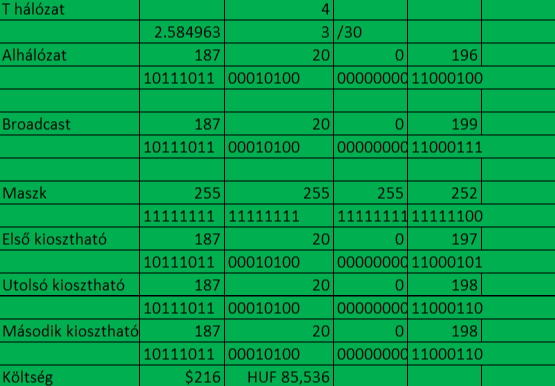 T hálózat 4
2.584963 3 /30
Alhálózat 187 20 0 196
10111011 00010100 00000000 11000100
Broadcast 187 20 0 199
10111011 00010100 00000000 11000111
Maszk 255 255 255 252
11111111 11111111 11111111 11111100
Első kiosztható 187 20 0 197
10111011 00010100 00000000 11000101
Utolsó kiosztható 187 20 0 198
10111011 00010100 00000000 11000110
Második kiosztható 187 20 0 198
10111011 00010100 00000000 11000110
Költség $216 HUF 85,536